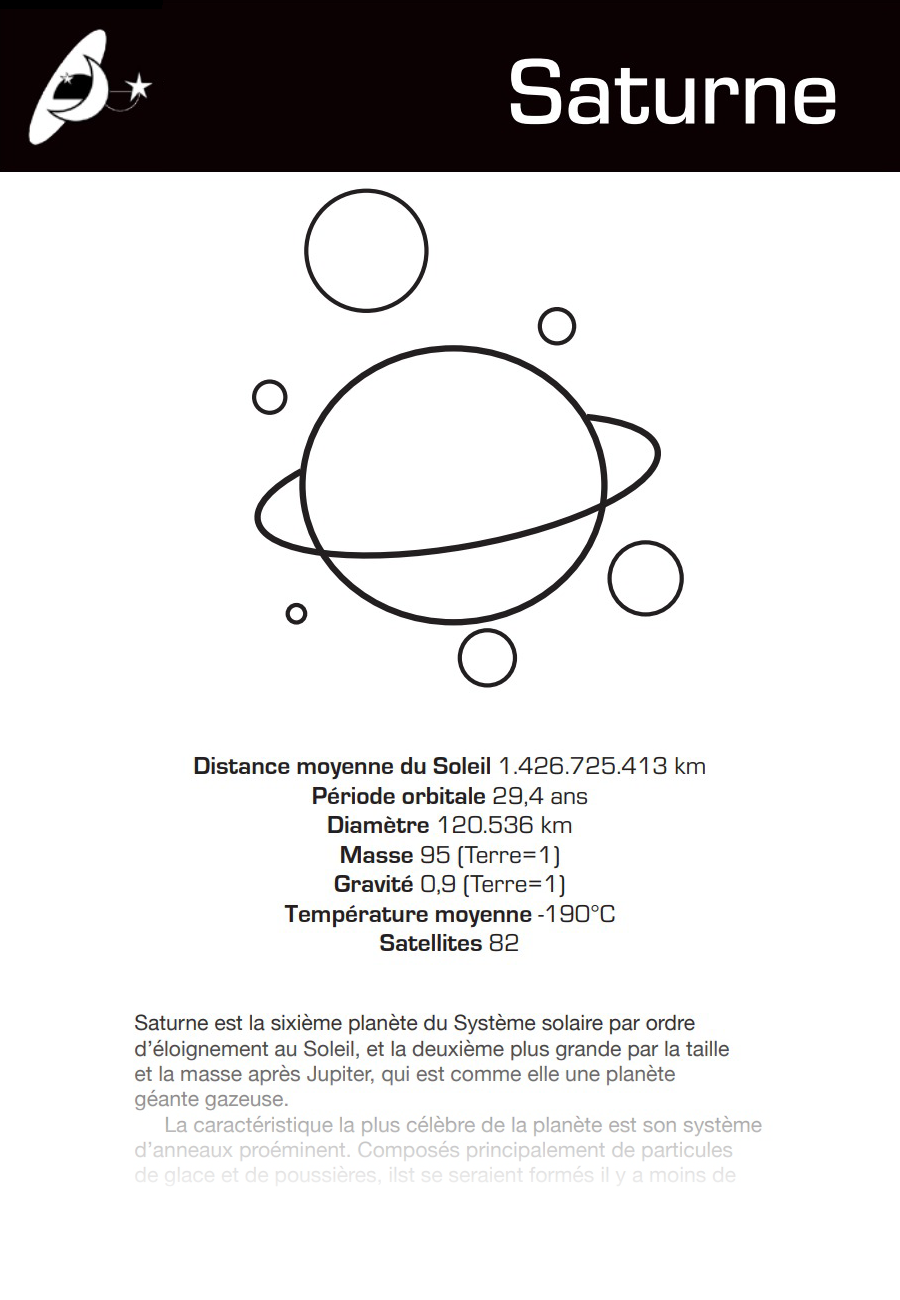 Saturne
Distance moyenne du Soleil 1.426.725.413 km
Période orbitale 29,4 ans
Diamètre 120.536 km
Masse 95 (Terre=1)
Gravité 0,9 (Terre=1)
Température moyenne -190°C
Satellites 82
Saturne est la sixième planète du Système solaire par ordre
d’éloignement au Soleil, et la deuxième plus grande par la taille
et la masse après Jupiter, qui est comme elle une planète
géante gazeuse.
La caractéristique la plus célèbre de la planète est son système
d’anneaux proéminent. Composés principalement de particules
de glace et de poussières, ilst se seraient formés il y a moins de